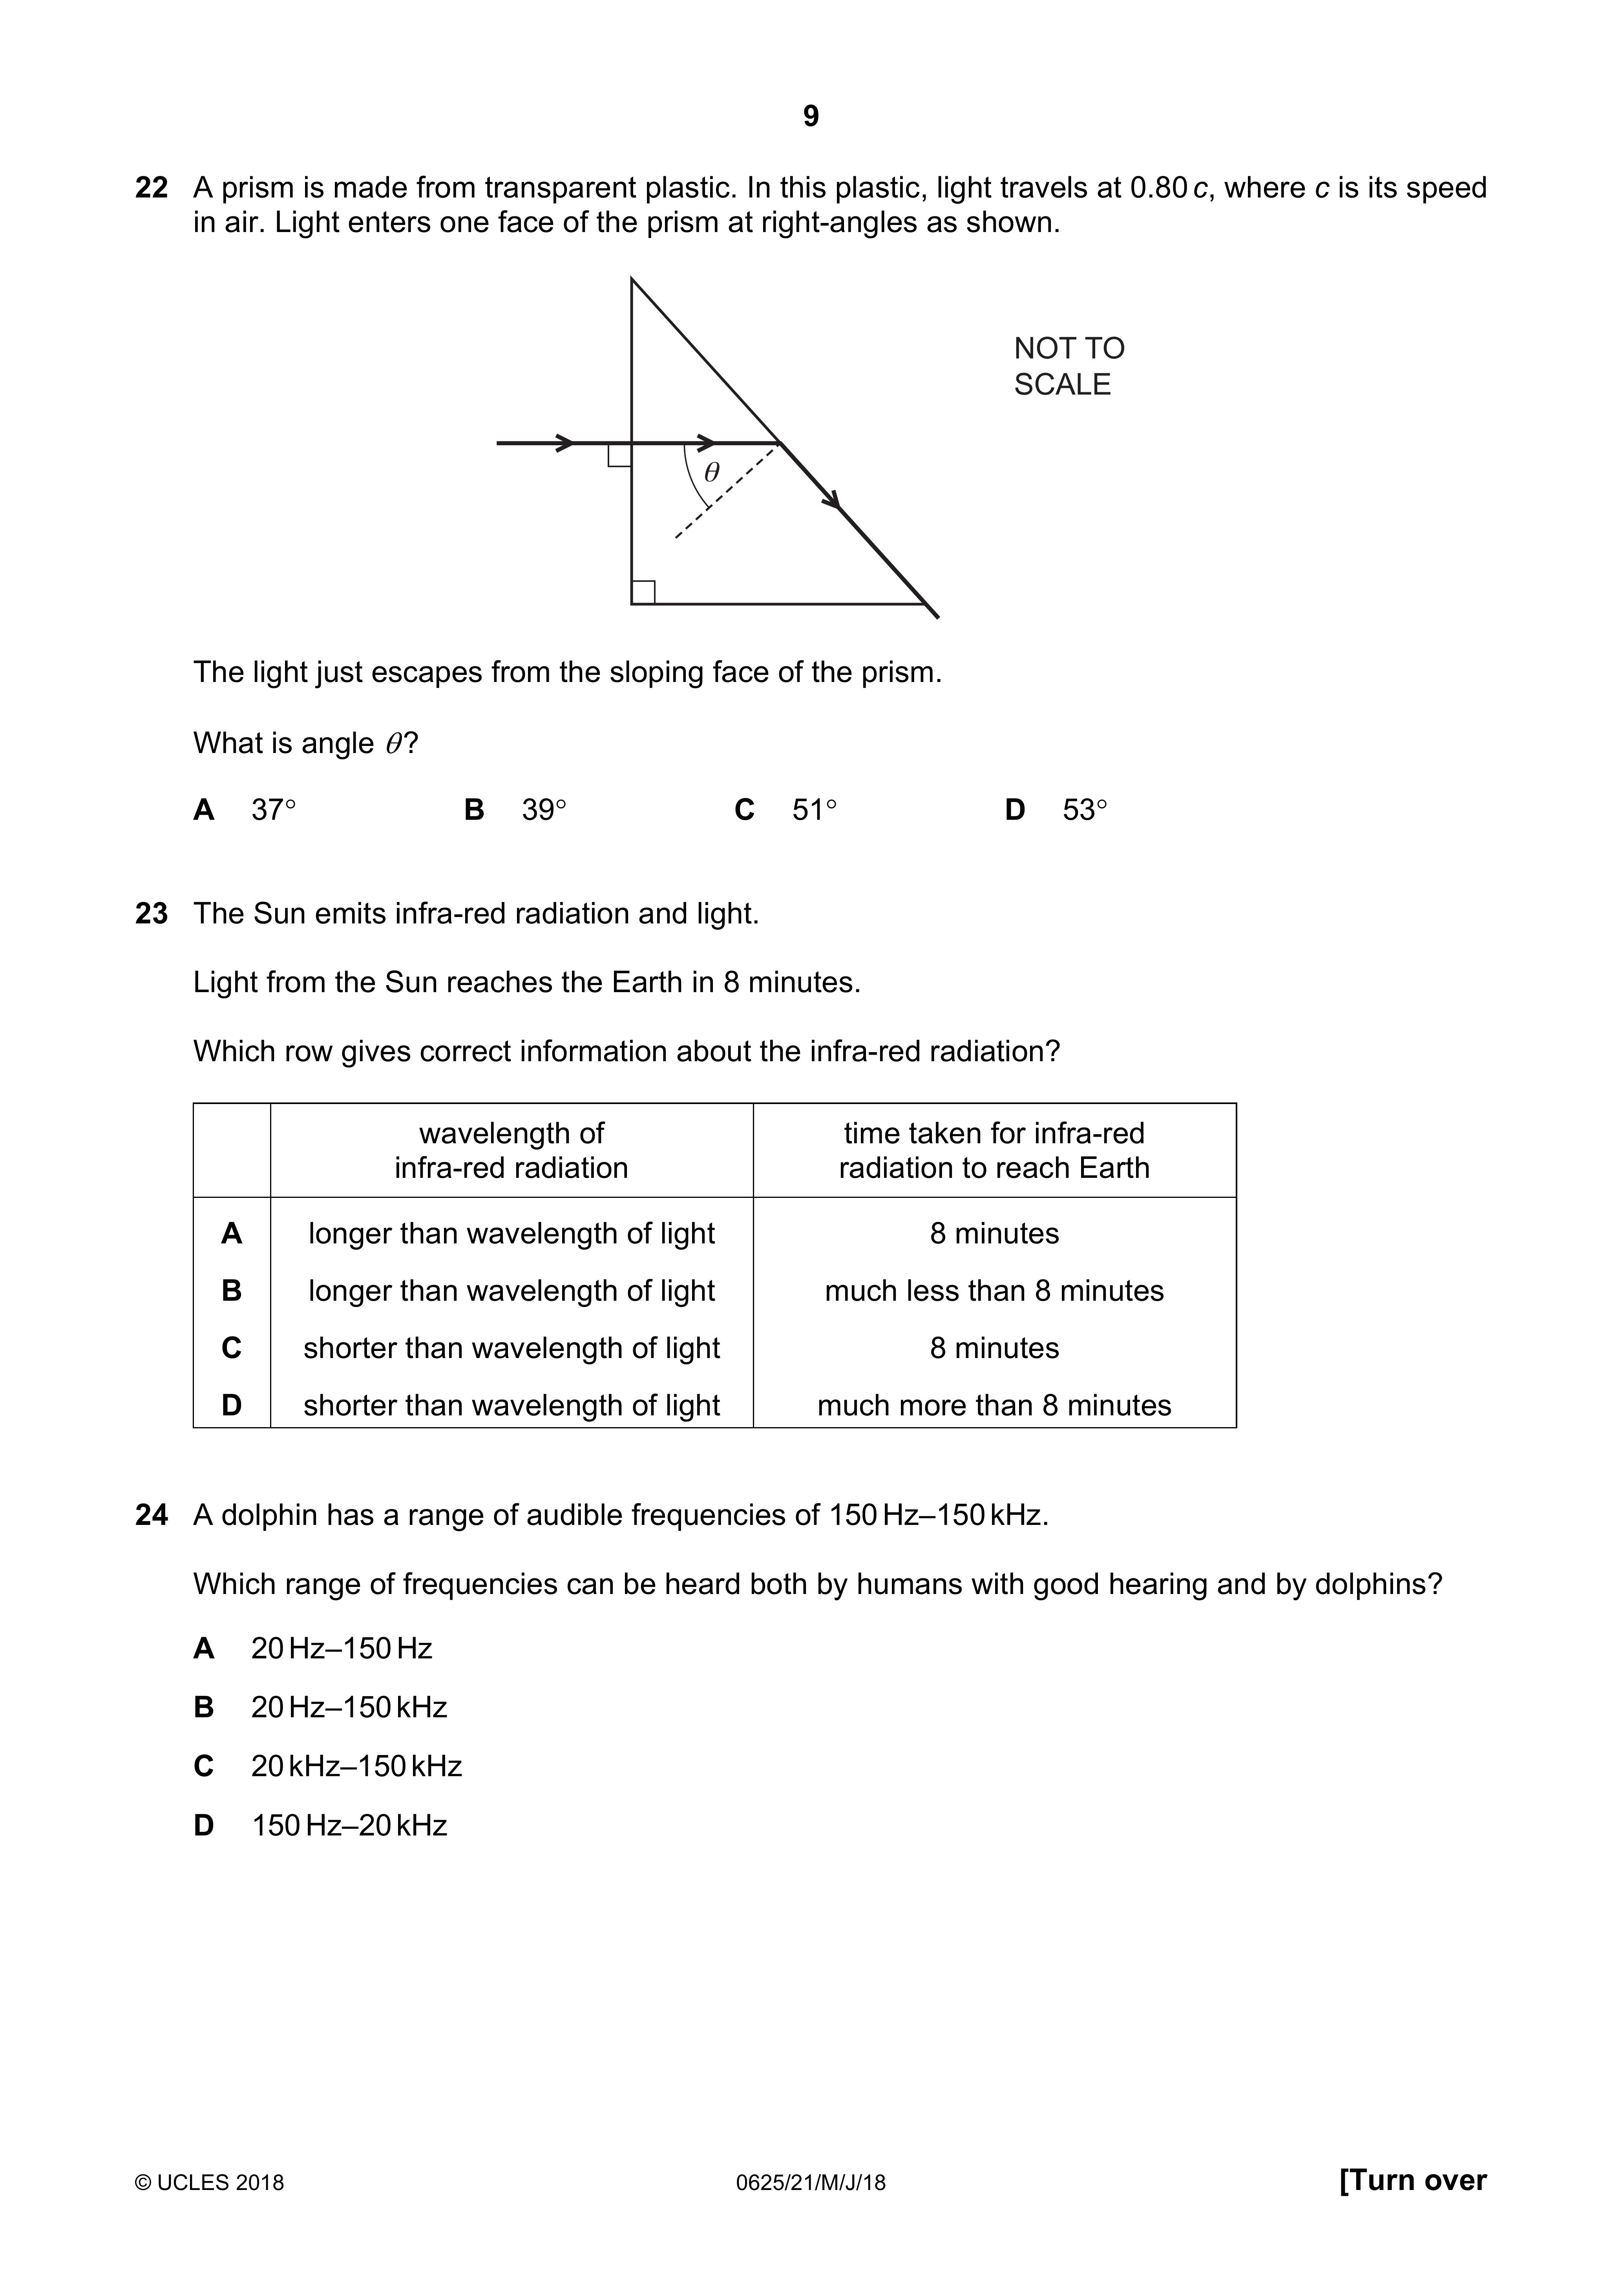 9
22 A prism is made from transparent plastic. In this plastic, light travels at 0.80 c, where c is its speed
in air. Light enters one face of the prism at right-angles as shown.
NOT TO
SCALE
θ
The light just escapes from the sloping face of the prism.
What is angle θ?
A 37° B 39° C 51° D 53°
23 The Sun emits infra-red radiation and light.
Light from the Sun reaches the Earth in 8 minutes.
Which row gives correct information about the infra-red radiation?
wavelength of time taken for infra-red
infra-red radiation radiation to reach Earth
A longer than wavelength of light 8 minutes
B longer than wavelength of light much less than 8 minutes
C shorter than wavelength of light 8 minutes
D shorter than wavelength of light much more than 8 minutes
24 A dolphin has a range of audible frequencies of 150 Hz–150 kHz.
Which range of frequencies can be heard both by humans with good hearing and by dolphins?
A 20 Hz–150 Hz
B 20 Hz–150 kHz
C 20 kHz–150 kHz
D 150 Hz–20 kHz
© UCLES 2018 0625/21/M/J/18 [Turn over